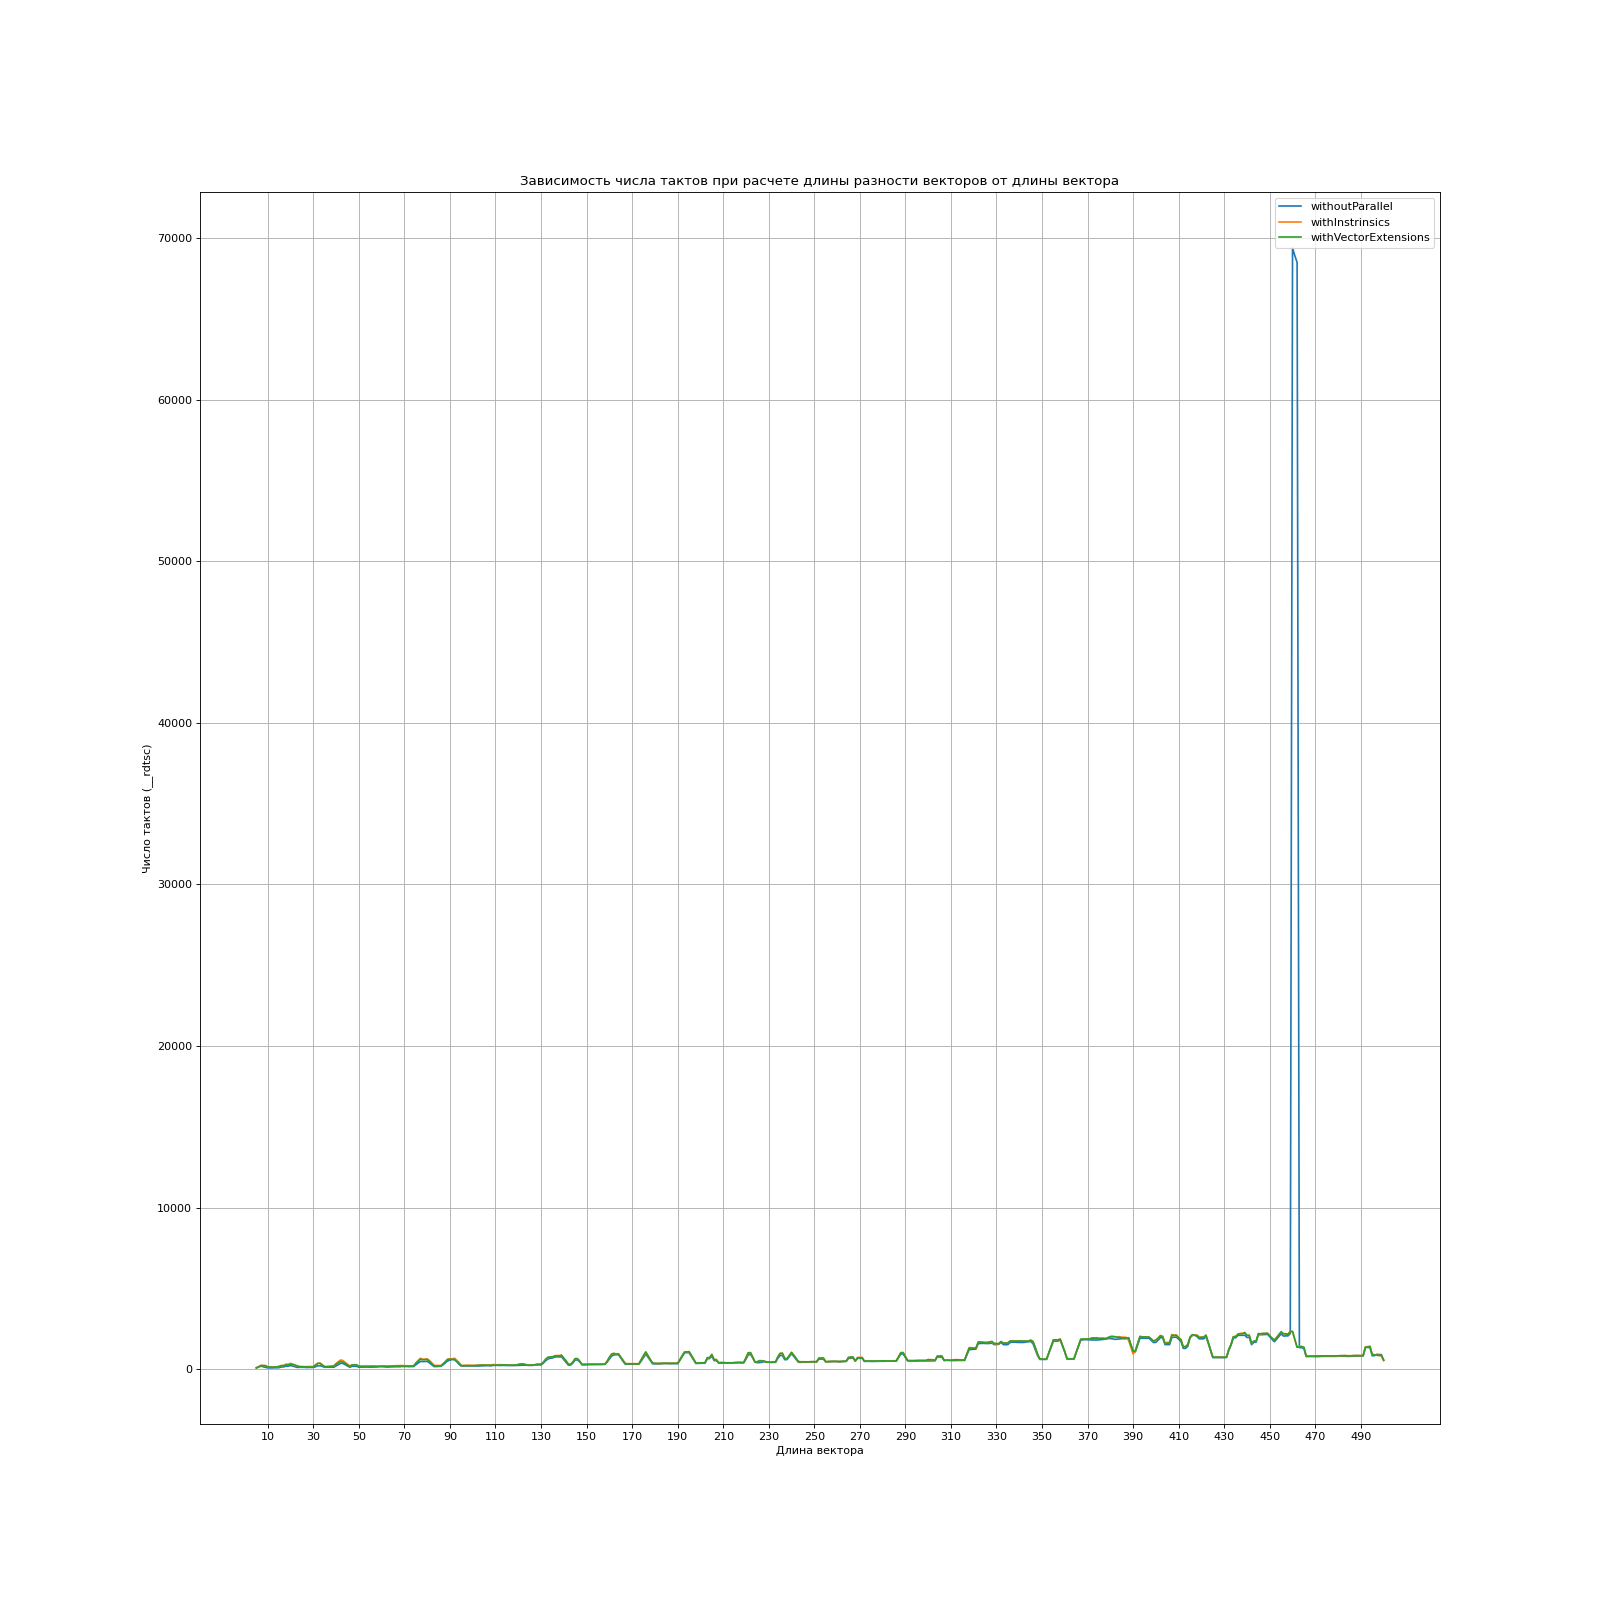 Зависимость числа тактов при расчете длины разности векторов от длины вектора
withoutParallel
withInstrinsics
withVectorExtensions
70000
60000
50000
40000
30000
20000
10000
0
Число тактов (__rdtsc)
10 30 50 70 90 110 130 150 170 190 210 230 250 270 290 310 330 350 370 390 410 430 450 470 490
Длина вектора